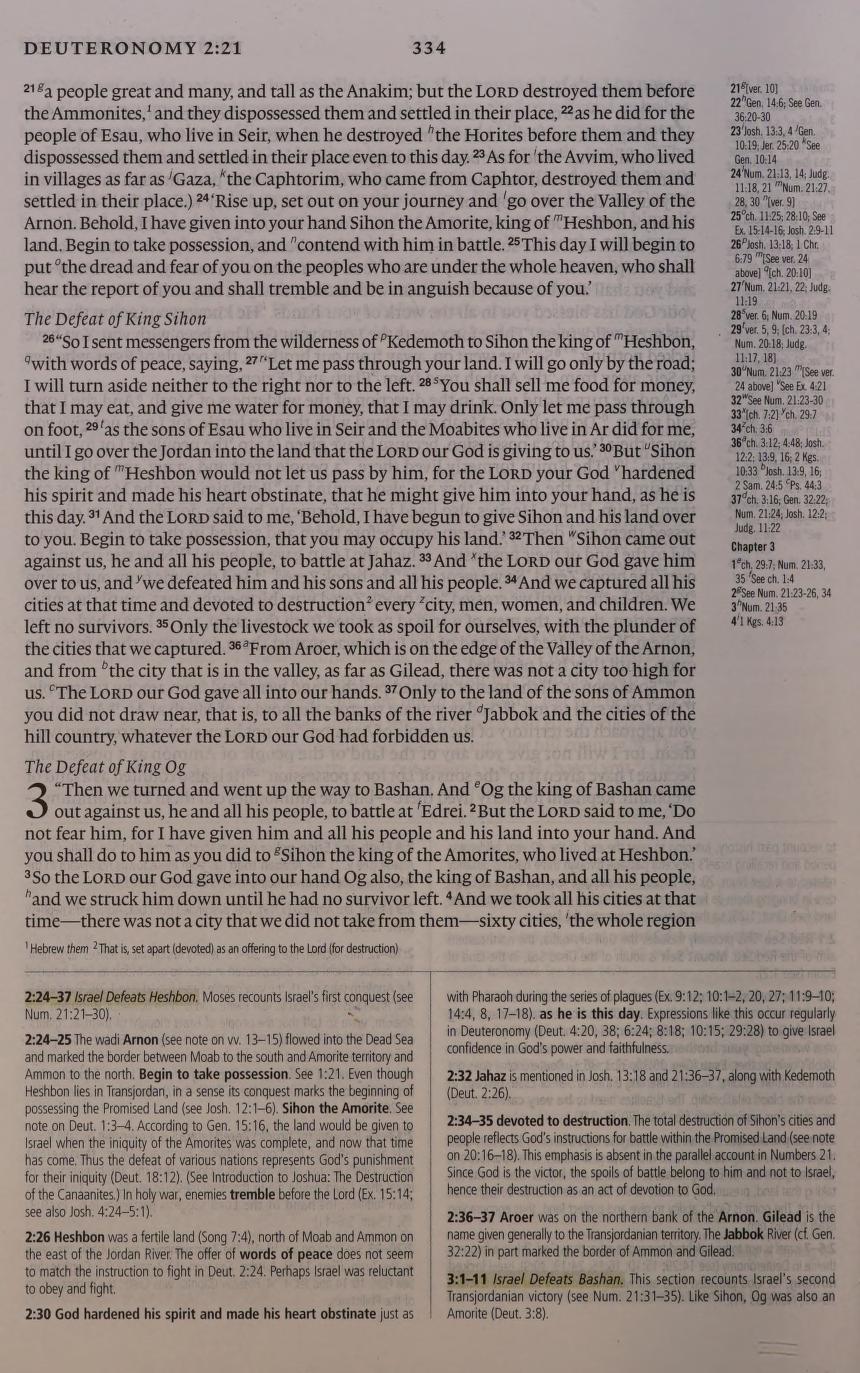 DEUTERONOMY 2:21
334
21 g a people great and many, and tall as the Anakim; but the LORD destroyed them before
the Ammonites,1 and they dispossessed them and settled in their place, 22 as he did for the
people of Esau, who live in Seir, when he destroyed h the Horites before them and they
dispossessed them and settled in their place even to this day. 23 As for i the Avvim, who lived
in villages as far as j Gaza, k the Caphtorim, who came from Caphtor, destroyed them and
settled in their place.) 24 ‘Rise up, set out on your journey and l go over the Valley of the
Arnon. Behold, I have given into your hand Sihon the Amorite, king of m Heshbon, and his
land. Begin to take possession, and n contend with him in battle. 25 This day I will begin to
put o the dread and fear of you on the peoples who are under the whole heaven, who shall
hear the report of you and shall tremble and be in anguish because of you.’
The Defeat of King Sihon
26 “So I sent messengers from the wilderness of p Kedemoth to Sihon the king of m Heshbon,
q with words of peace, saying, 27 r ‘Let me pass through your land. I will go only by the road;
I will turn aside neither to the right nor to the left. 28 s You shall sell me food for money,
that I may eat, and give me water for money, that I may drink. Only let me pass through
on foot, 29 t as the sons of Esau who live in Seir and the Moabites who live in Ar did for me,
until I go over the Jordan into the land that the LORD our God is giving to us.’ 30 But u Sihon
the king of m Heshbon would not let us pass by him, for the LORD your God v hardened
his spirit and made his heart obstinate, that he might give him into your hand, as he is
this day. 31 And the LORD said to me, ‘Behold, I have begun to give Sihon and his land over
to you. Begin to take possession, that you may occupy his land.’ 32 Then w Sihon came out
against us, he and all his people, to battle at Jahaz. 33 And x the LORD our God gave him
over to us, and y we defeated him and his sons and all his people. 34 And we captured all his
cities at that time and devoted to destruction2 every z city, men, women, and children. We
left no survivors. 35 Only the livestock we took as spoil for ourselves, with the plunder of
the cities that we captured. 36 a From Aroer, which is on the edge of the Valley of the Arnon,
and from b the city that is in the valley, as far as Gilead, there was not a city too high for
us. c The LORD our God gave all into our hands. 37 Only to the land of the sons of Ammon
you did not draw near, that is, to all the banks of the river d Jabbok and the cities of the
hill country, whatever the LORD our God had forbidden us.
The Defeat of King Og
3 “Then we turned and went up the way to Bashan. And e Og the king of Bashan came
out against us, he and all his people, to battle at f Edrei. 2 But the LORD said to me, ‘Do
not fear him, for I have given him and all his people and his land into your hand. And
you shall do to him as you did to g Sihon the king of the Amorites, who lived at Heshbon.’
3 So the LORD our God gave into our hand Og also, the king of Bashan, and all his people,
h and we struck him down until he had no survivor left. 4 And we took all his cities at that
time—there was not a city that we did not take from them—sixty cities, i the whole region
1 Hebrew them 2 That is, set apart (devoted) as an offering to the Lord (for destruction)
21 g [ver. 10]
22 h Gen. 14:6; See Gen.
36:20-30
23 i Josh. 13:3, 4 j Gen.
10:19; Jer. 25:20 k See
Gen. 10:14
24 l Num. 21:13, 14; Judg.
11:18, 21 m Num. 21:27,
28, 30 n [ver. 9]
25 o ch. 11:25; 28:10; See
Ex. 15:14-16; Josh. 2:9-11
26 p Josh. 13:18; 1 Chr.
6:79 m [See ver. 24
above] q [ch. 20:10]
27 r Num. 21:21, 22; Judg.
11:19
28 s ver. 6; Num. 20:19
29 t ver. 5, 9; [ch. 23:3, 4;
Num. 20:18; Judg.
11:17, 18]
30 u Num. 21:23 m [See ver.
24 above] v See Ex. 4:21
32 w See Num. 21:23-30
33 x [ch. 7:2] y ch. 29:7
34 z ch. 3:6
36 a ch. 3:12; 4:48; Josh.
12:2; 13:9, 16; 2 Kgs.
10:33 b Josh. 13:9, 16;
2 Sam. 24:5 c Ps. 44:3
37 d ch. 3:16; Gen. 32:22;
Num. 21:24; Josh. 12:2;
Judg. 11:22
Chapter 3
1 e ch. 29:7; Num. 21:33,
35 f See ch. 1:4
2 g See Num. 21:23-26, 34
3 h Num. 21:35
4 i 1 Kgs. 4:13
2:24–37 Israel Defeats Heshbon. Moses recounts Israel's first conquest (see
Num. 21:21–30).
2:24–25 The wadi Arnon (see note on vv. 13–15) flowed into the Dead Sea
and marked the border between Moab to the south and Amorite territory and
Ammon to the north. Begin to take possession. See 1:21. Even though
Heshbon lies in Transjordan, in a sense its conquest marks the beginning of
possessing the Promised Land (see Josh. 12:1–6). Sihon the Amorite. See
note on Deut. 1:3–4. According to Gen. 15:16, the land would be given to
Israel when the iniquity of the Amorites was complete, and now that time
has come. Thus the defeat of various nations represents God's punishment
for their iniquity (Deut. 18:12). (See Introduction to Joshua: The Destruction
of the Canaanites.) In holy war, enemies tremble before the Lord (Ex. 15:14;
see also Josh. 4:24–5:1).
2:26 Heshbon was a fertile land (Song 7:4), north of Moab and Ammon on
the east of the Jordan River. The offer of words of peace does not seem
to match the instruction to fight in Deut. 2:24. Perhaps Israel was reluctant
to obey and fight.
2:30 God hardened his spirit and made his heart obstinate just as
with Pharaoh during the series of plagues (Ex. 9:12; 10:1–2, 20, 27; 11:9–10;
14:4, 8, 17–18). as he is this day. Expressions like this occur regularly
in Deuteronomy (Deut. 4:20, 38; 6:24; 8:18; 10:15; 29:28) to give Israel
confidence in God's power and faithfulness.
2:32 Jahaz is mentioned in Josh. 13:18 and 21:36–37, along with Kedemoth
(Deut. 2:26).
2:34–35 devoted to destruction. The total destruction of Sihon's cities and
people reflects God's instructions for battle within the Promised Land (see note
on 20:16–18). This emphasis is absent in the parallel account in Numbers 21.
Since God is the victor, the spoils of battle belong to him and not to Israel,
hence their destruction as an act of devotion to God.
2:36–37 Aroer was on the northern bank of the Arnon. Gilead is the
name given generally to the Transjordanian territory. The Jabbok River (cf. Gen.
32:22) in part marked the border of Ammon and Gilead.
3:1–11 Israel Defeats Bashan. This section recounts Israel's second
Transjordanian victory (see Num. 21:31–35). Like Sihon, Og was also an
Amorite (Deut. 3:8).